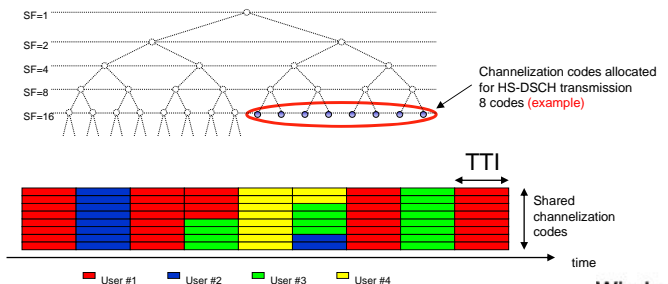 SF=1
SF=2
SF=4
SF=8
SF=16
Channelization codes allocated
for HS-DSCH transmission
8 codes (example)
TTI
Shared
channelization
codes
time
User #1
User #2
User #3
User #4